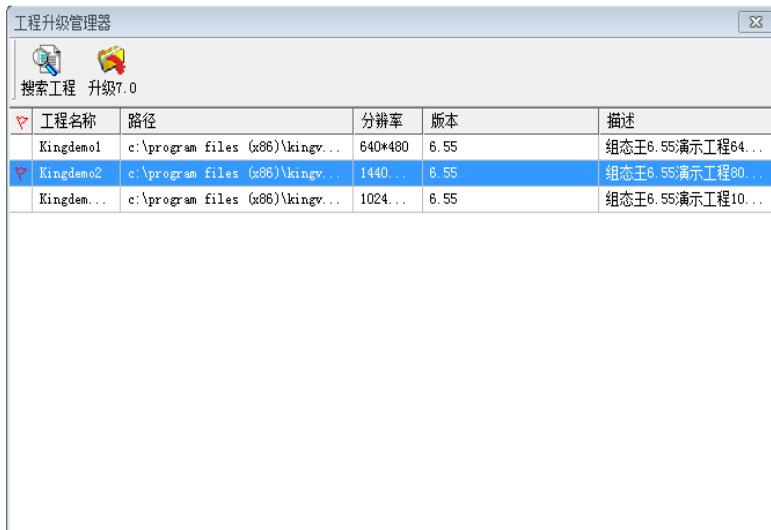 工程升级管理器
搜索工程 升级7.0
工程名称 路径 分辨率 版本 描述
Kingdemo1 c:\program files (x86)\kingv... 640*480 6.55 组态王6.55演示工程64...
Kingdemo2 c:\program files (x86)\kingv... 1440... 6.55 组态王6.55演示工程80...
Kingdem... c:\program files (x86)\kingv... 1024... 6.55 组态王6.55演示工程10...